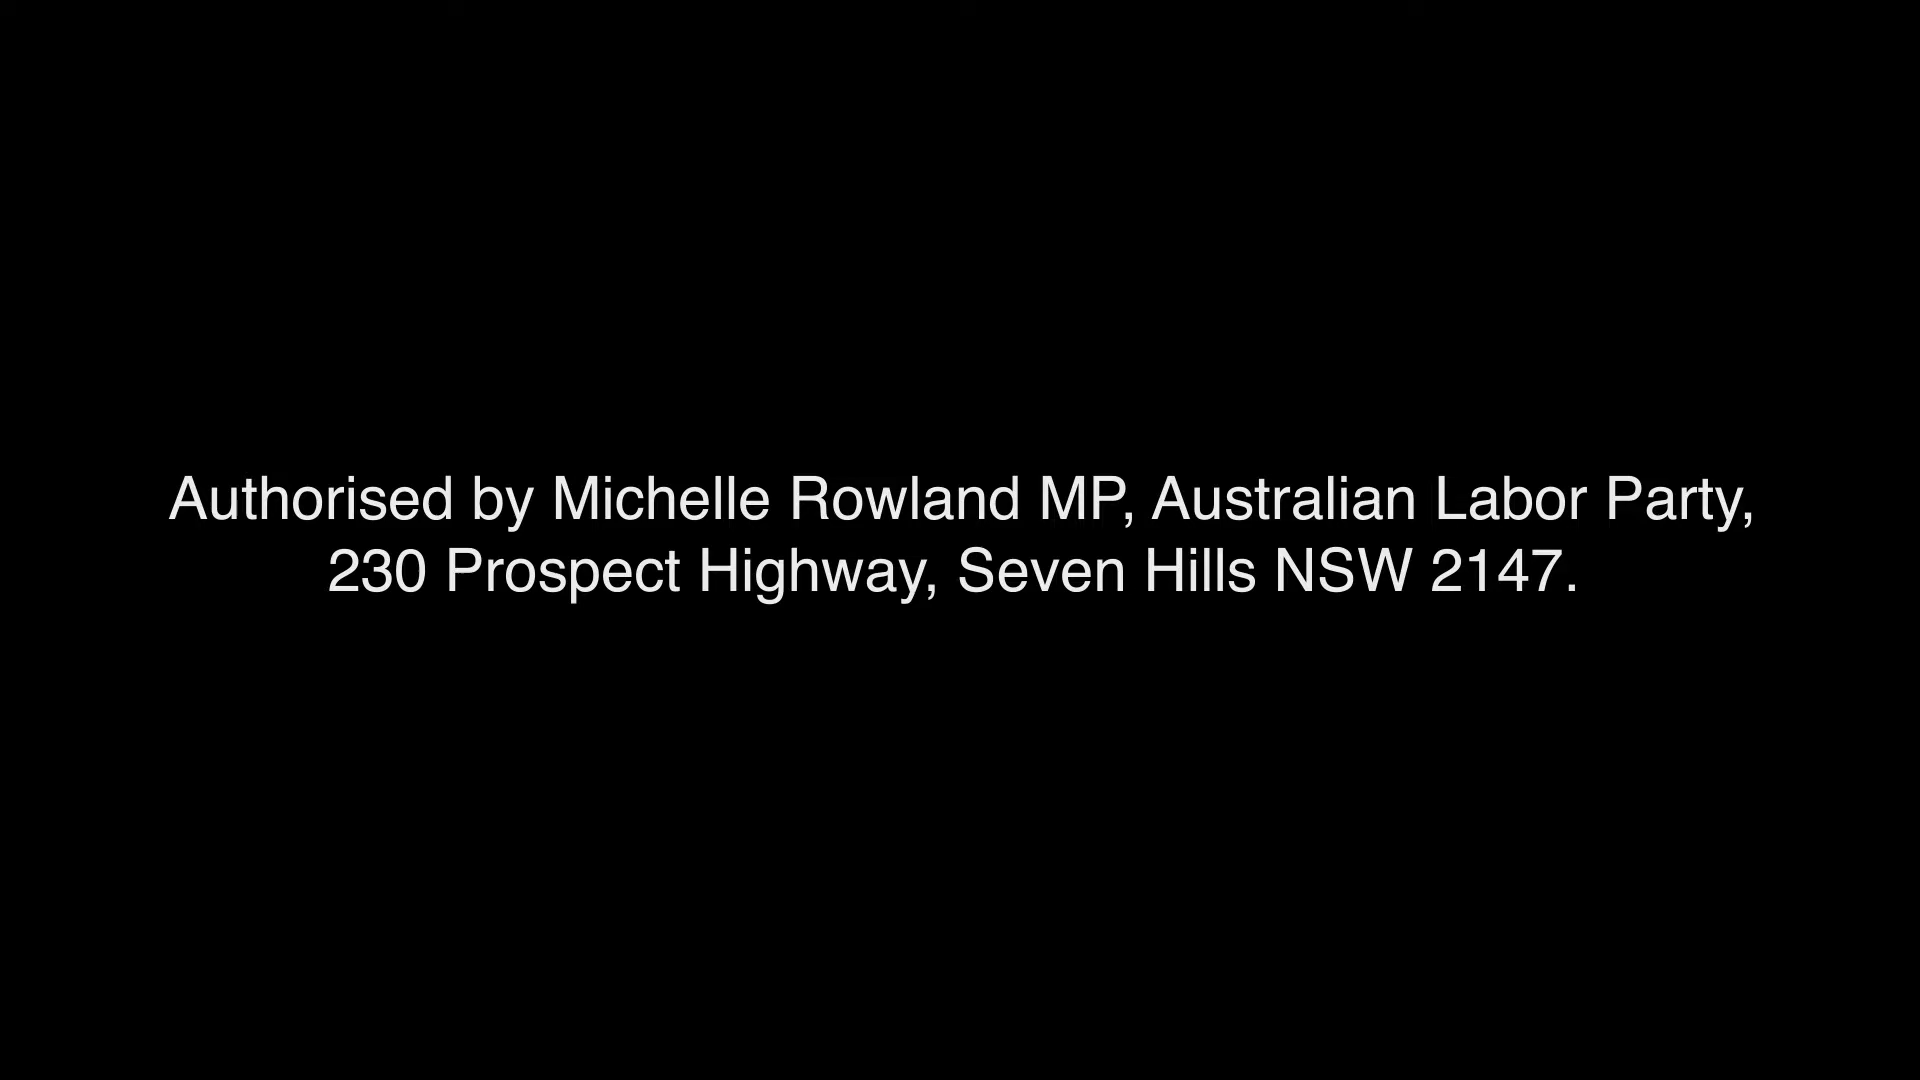 Authorised by Michelle Rowland MP, Australian Labor Party,
230 Prospect Highway, Seven Hills NSW 2147.